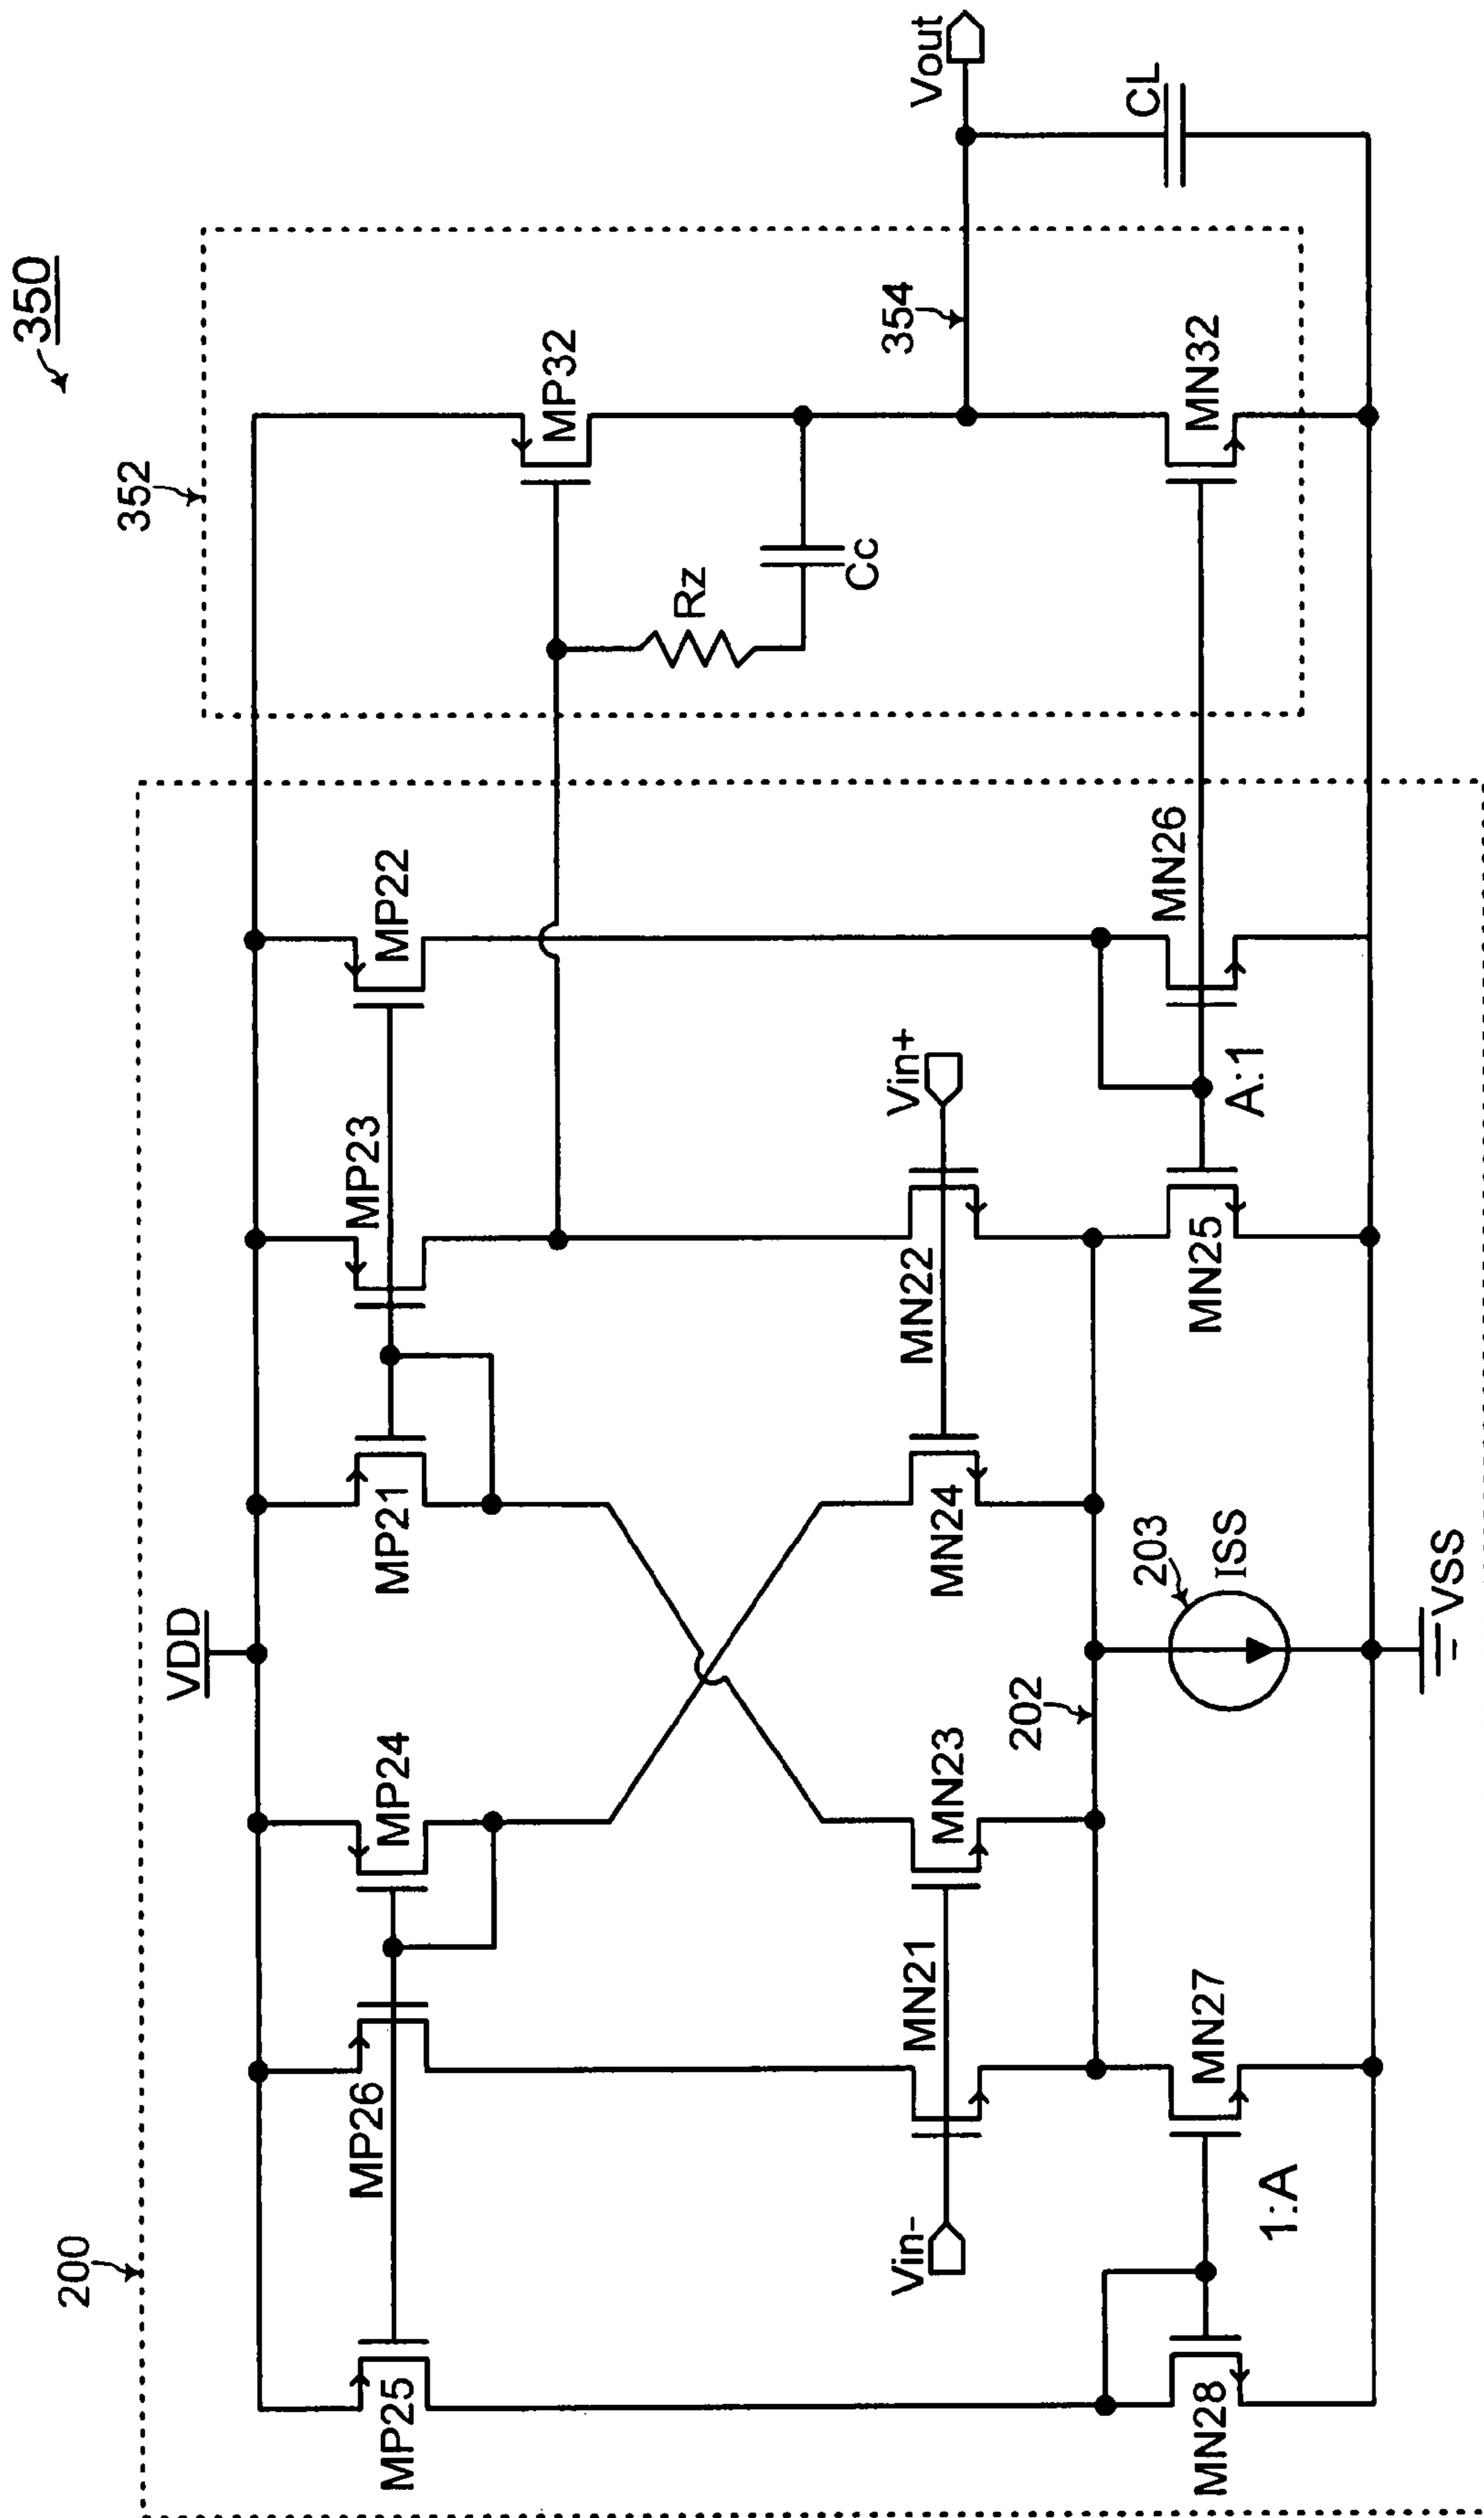 350
352
200
VDD
MP25
MP26
MP24
MP21
MP23
MP22
MP32
Rz
Cc
354
Vout
CL
Vin-
MN21
MN23
MN24
MN22
Vin+
202
203
ISS
MN28
1:A
MN27
MN25
A:1
MN26
MN32
VSS